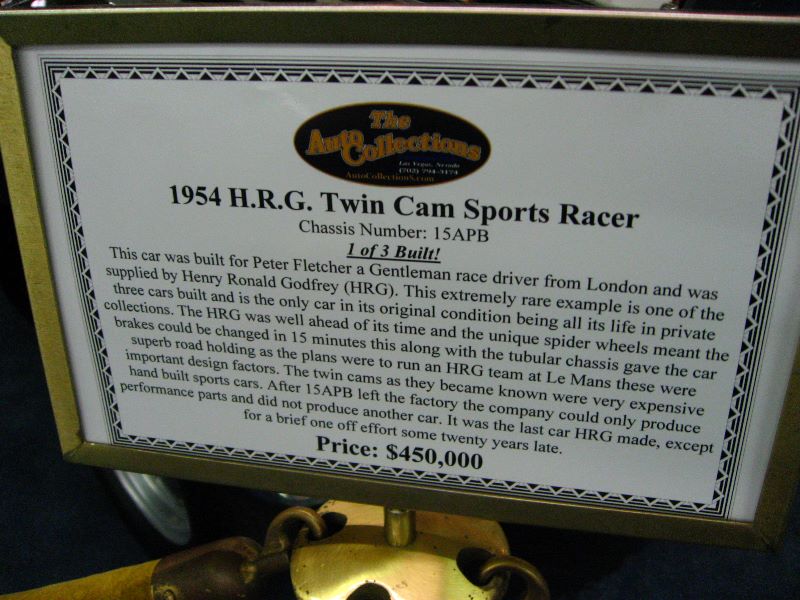 The
Auto
Collections
Las Vegas, Nevada
(702) 794-3174
AutoCollectionS.com
1954 H.R.G. Twin Cam Sports Racer
Chassis Number: 15APB
1 of 3 Built!
This car was built for Peter Fletcher a Gentleman race driver from London and was
supplied by Henry Ronald Godfrey (HRG). This extremely rare example is one of the
three cars built and is the only car in its original condition being all its life in private
collections. The HRG was well ahead of its time and the unique spider wheels meant the
brakes could be changed in 15 minutes this along with the tubular chassis gave the car
superb road holding as the plans were to run an HRG team at Le Mans these were
important design factors. The twin cams as they became known were very expensive
hand built sports cars. After 15APB left the factory the company could only produce
performance parts and did not produce another car. It was the last car HRG made, except
for a brief one off effort some twenty years late.
Price: $450,000